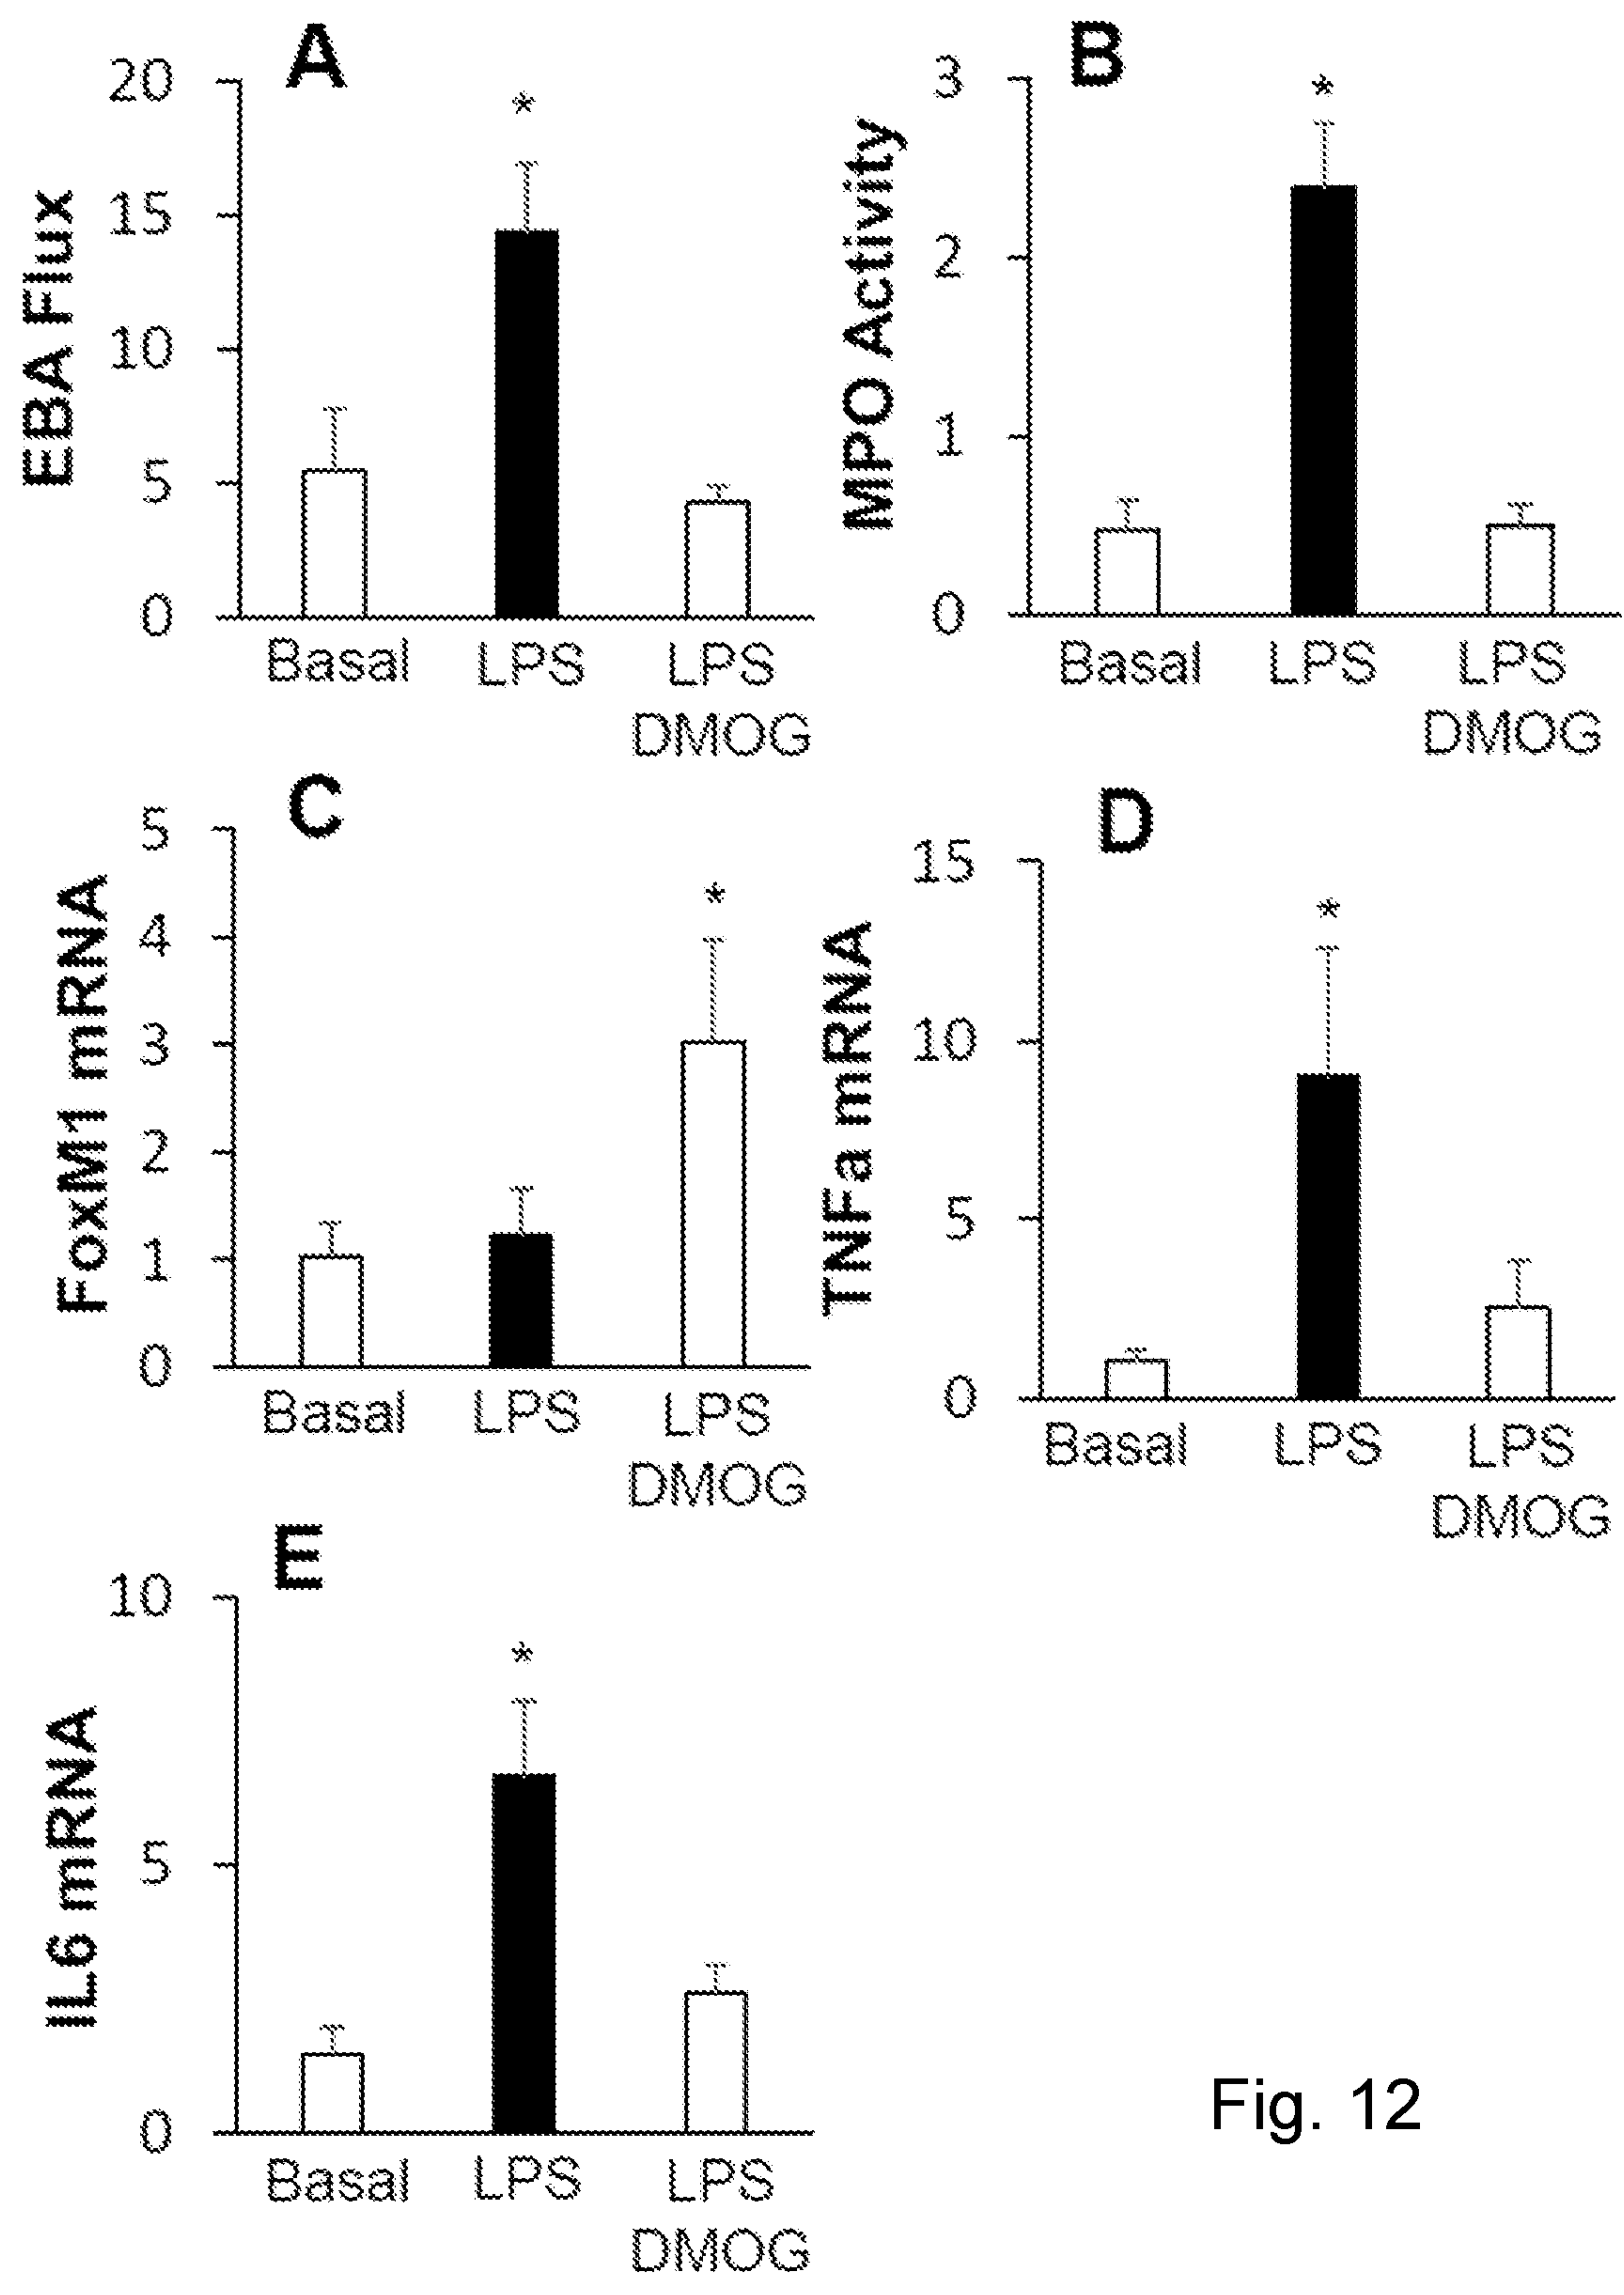 A
EBA Flux
20
15
10
5
0
*
Basal LPS LPS
DMOG
B
MPO Activity
3
2
1
0
*
Basal LPS LPS
DMOG
C
FoxM1 mRNA
5
4
3
2
1
0
*
Basal LPS LPS
DMOG
D
TNFa mRNA
15
10
5
0
*
Basal LPS LPS
DMOG
E
IL6 mRNA
10
5
0
*
Basal LPS LPS
DMOG
Fig. 12